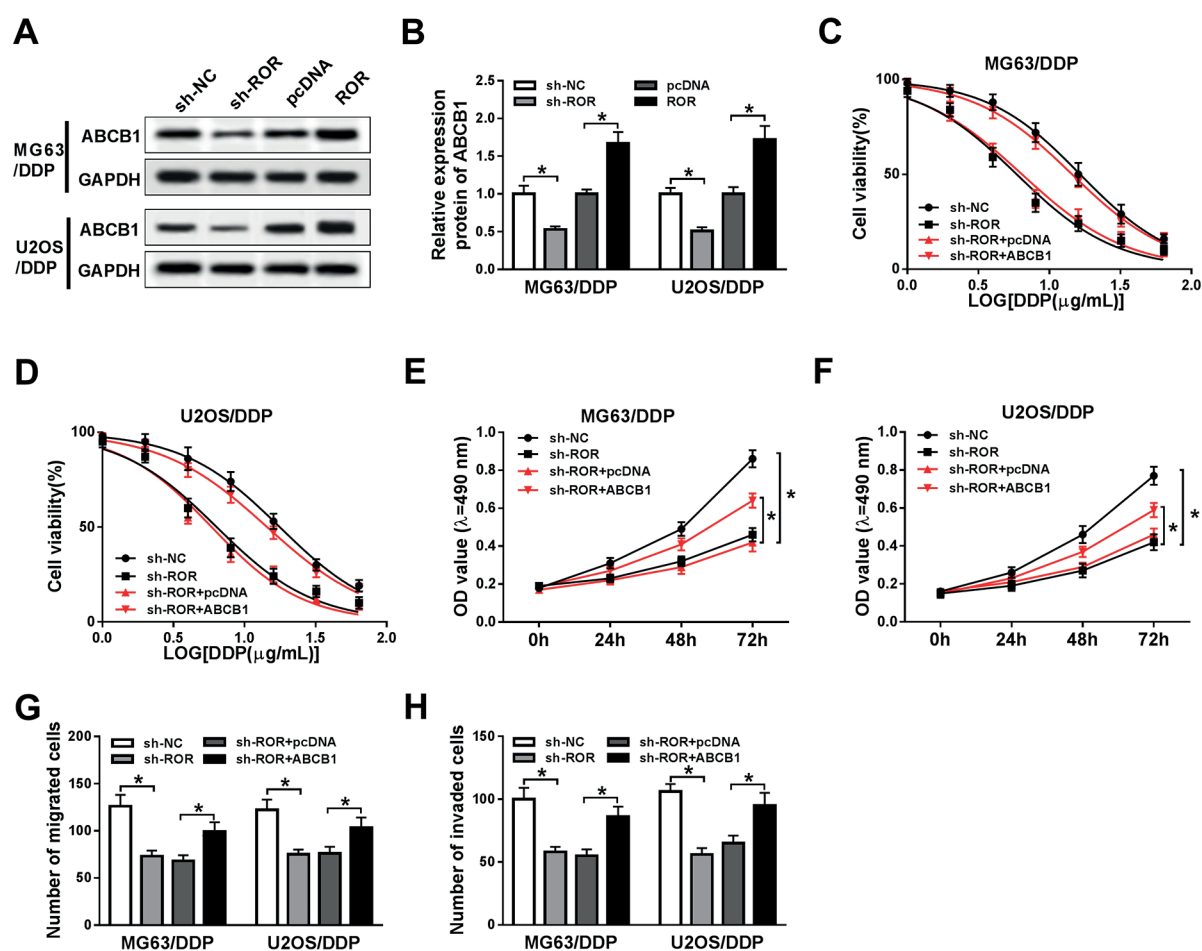 A
sh-NC
sh-ROR
pcDNA
ROR
MG63
/DDP
ABCB1
GAPDH
U2OS
/DDP
ABCB1
GAPDH
B
sh-NC
sh-ROR
pcDNA
ROR
Relative expression
protein of ABCB1
2.5
2.0
1.5
1.0
0.5
0.0
* * * *
MG63/DDP U2OS/DDP
C
MG63/DDP
Cell viability(%)
100
50
0
sh-NC
sh-ROR
sh-ROR+pcDNA
sh-ROR+ABCB1
0.0 0.5 1.0 1.5 2.0
LOG[DDP(μg/mL)]
D
U2OS/DDP
Cell viability(%)
100
50
0
sh-NC
sh-ROR
sh-ROR+pcDNA
sh-ROR+ABCB1
0.0 0.5 1.0 1.5 2.0
LOG[DDP(μg/mL)]
E
MG63/DDP
OD value (λ=490 nm)
1.0
0.8
0.6
0.4
0.2
0.0
sh-NC
sh-ROR
sh-ROR+pcDNA
sh-ROR+ABCB1
* *
0h 24h 48h 72h
F
U2OS/DDP
OD value (λ=490 nm)
1.0
0.8
0.6
0.4
0.2
0.0
sh-NC
sh-ROR
sh-ROR+pcDNA
sh-ROR+ABCB1
* *
0h 24h 48h 72h
G
Number of migrated cells
200
150
100
50
0
sh-NC
sh-ROR
sh-ROR+pcDNA
sh-ROR+ABCB1
* * * *
MG63/DDP U2OS/DDP
H
Number of invaded cells
150
100
50
0
sh-NC
sh-ROR
sh-ROR+pcDNA
sh-ROR+ABCB1
* * * *
MG63/DDP U2OS/DDP